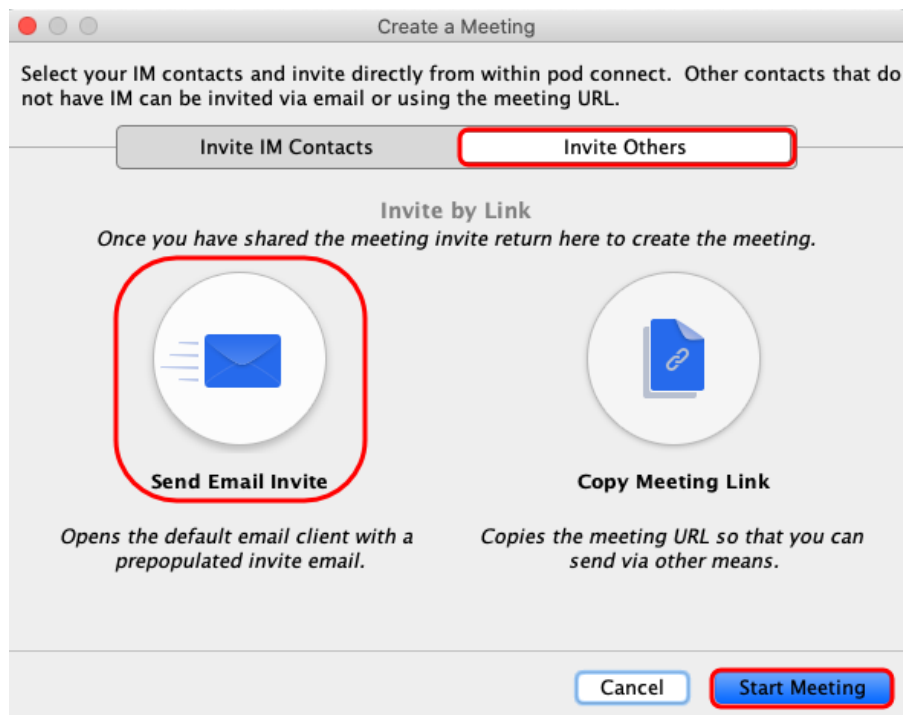 Create a Meeting
Select your IM contacts and invite directly from within pod connect.  Other contacts that do
not have IM can be invited via email or using the meeting URL.
Invite IM Contacts
Invite Others
Invite by Link
Once you have shared the meeting invite return here to create the meeting.
Send Email Invite
Opens the default email client with a
prepopulated invite email.
Copy Meeting Link
Copies the meeting URL so that you can
send via other means.
Cancel
Start Meeting